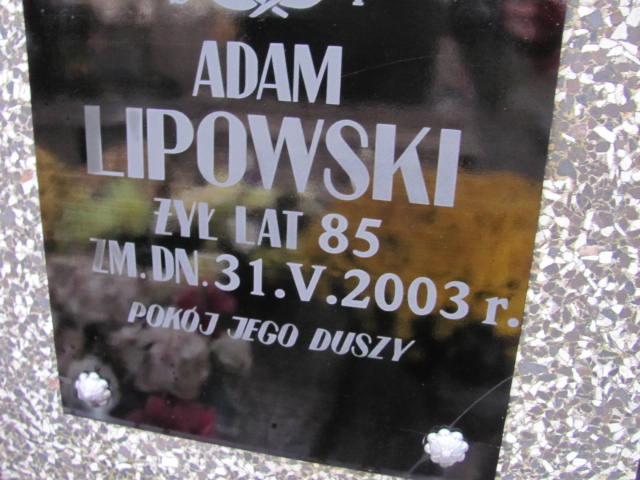 ADAM
LIPOWSKI
ŻYŁ LAT 85
ZM. DN. 31.V.2003 r.
POKÓJ JEGO DUSZY